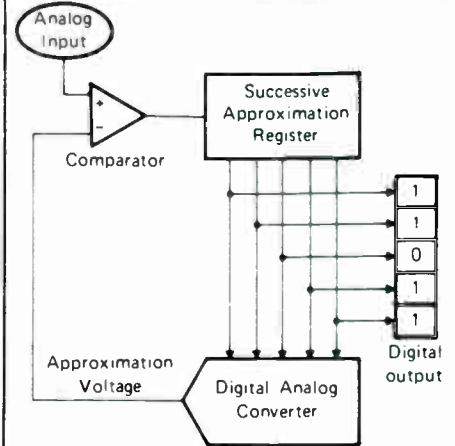 Analog
Input
+
−
Comparator
Successive
Approximation
Register
1
1
0
1
1
Digital
output
Approximation
Voltage
Digital Analog
Converter